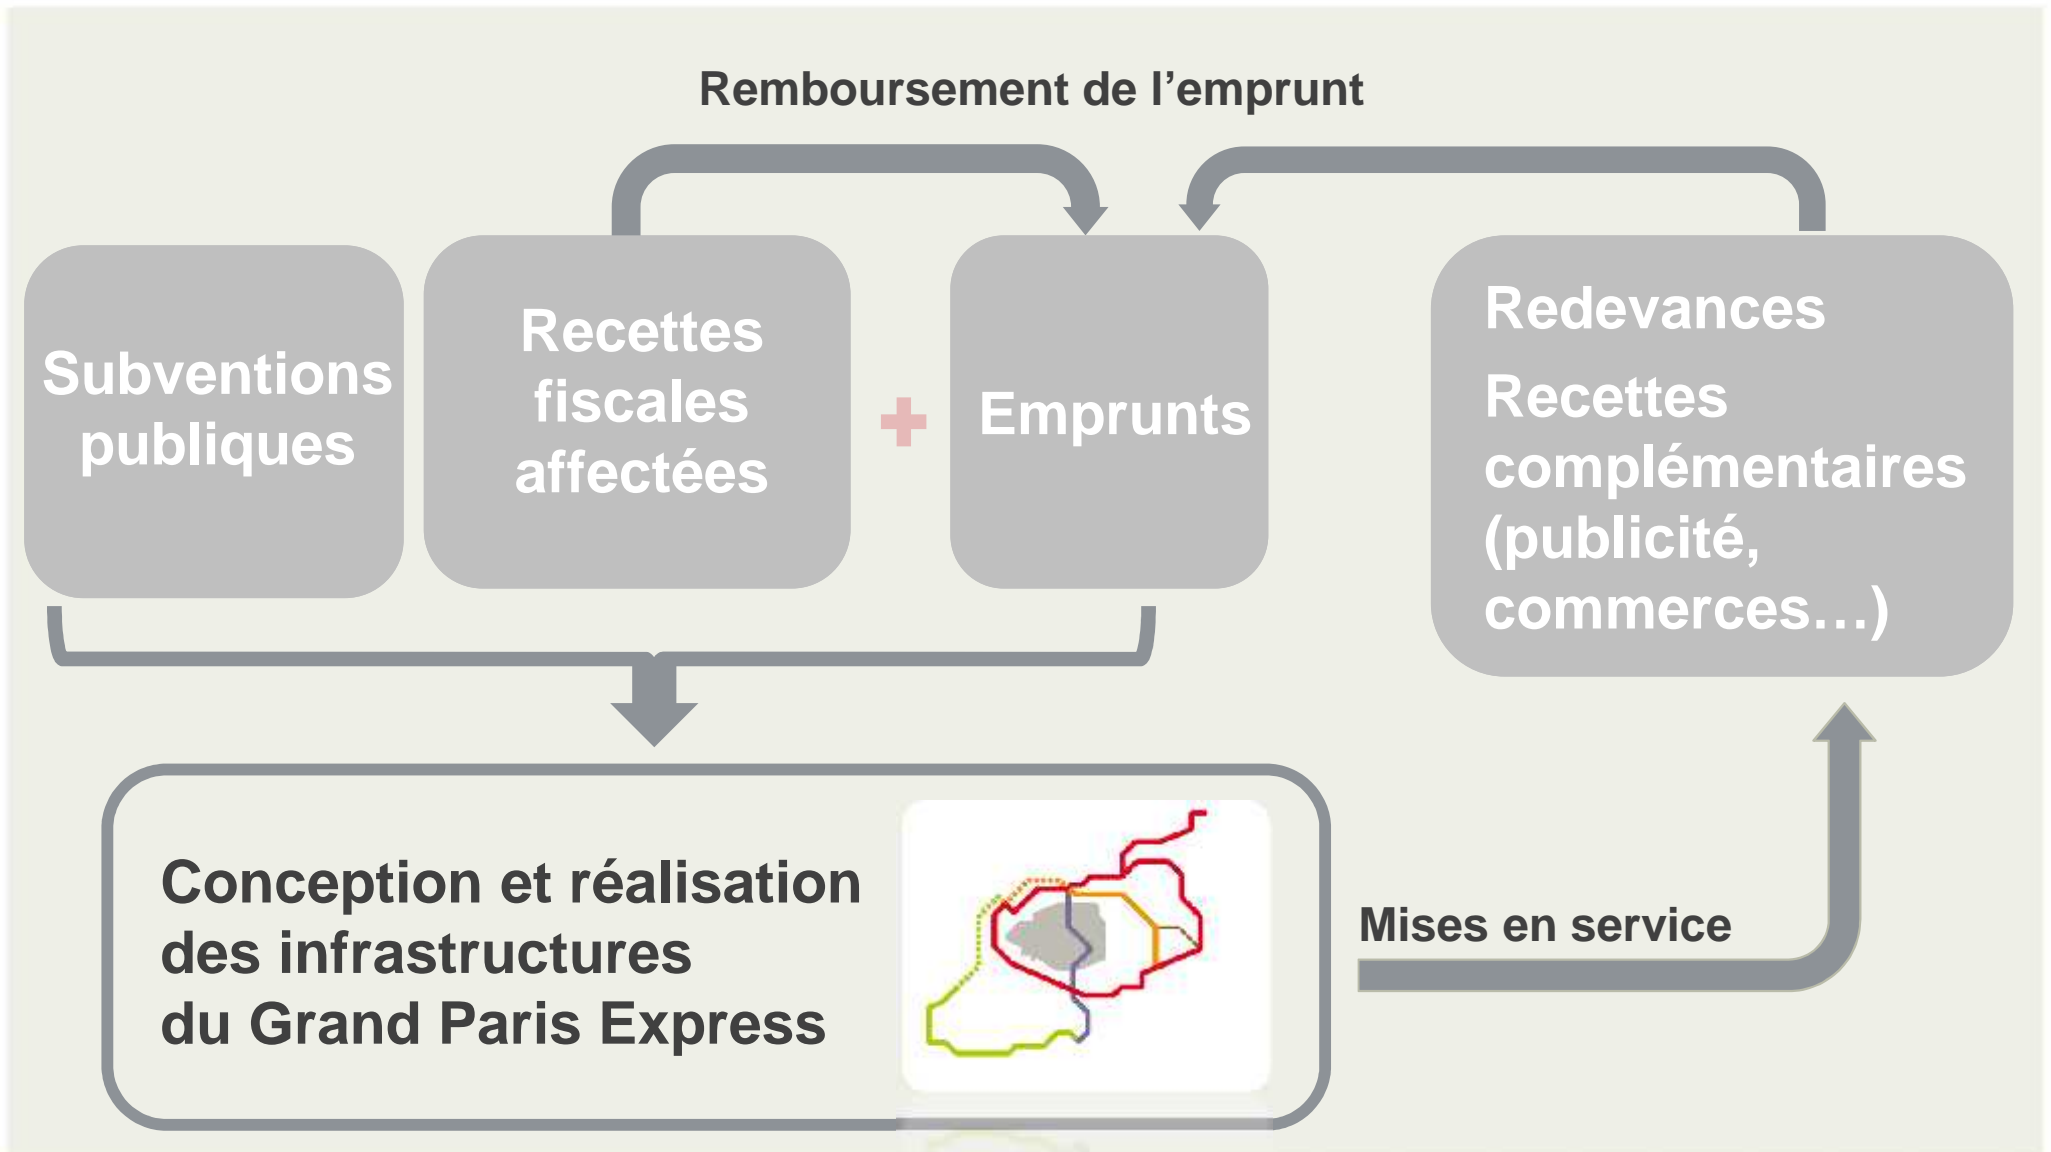 Remboursement de l’emprunt
Subventions
publiques
Recettes
fiscales
affectées
Emprunts
Redevances
Recettes
complémentaires
(publicité,
commerces…)
Conception et réalisation
des infrastructures
du Grand Paris Express
Mises en service